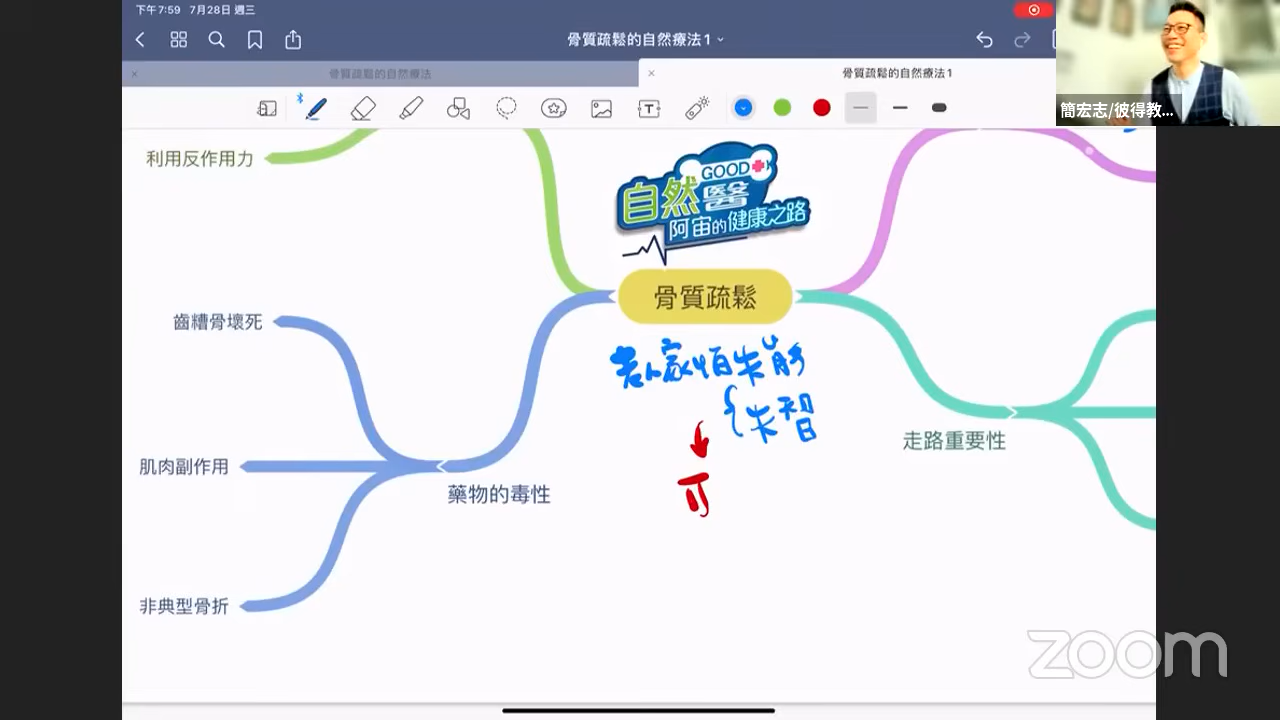 下午7:59 7月28日 週三
骨質疏鬆的自然療法1
骨質疏鬆的自然療法
骨質疏鬆的自然療法1
簡宏志/彼得教...
利用反作用力
GOOD
自然醫
阿宙的健康之路
骨質疏鬆
齒糟骨壞死
老人家怕失能
失智
走路重要性
肌肉副作用
藥物的毒性
可
非典型骨折
zoom